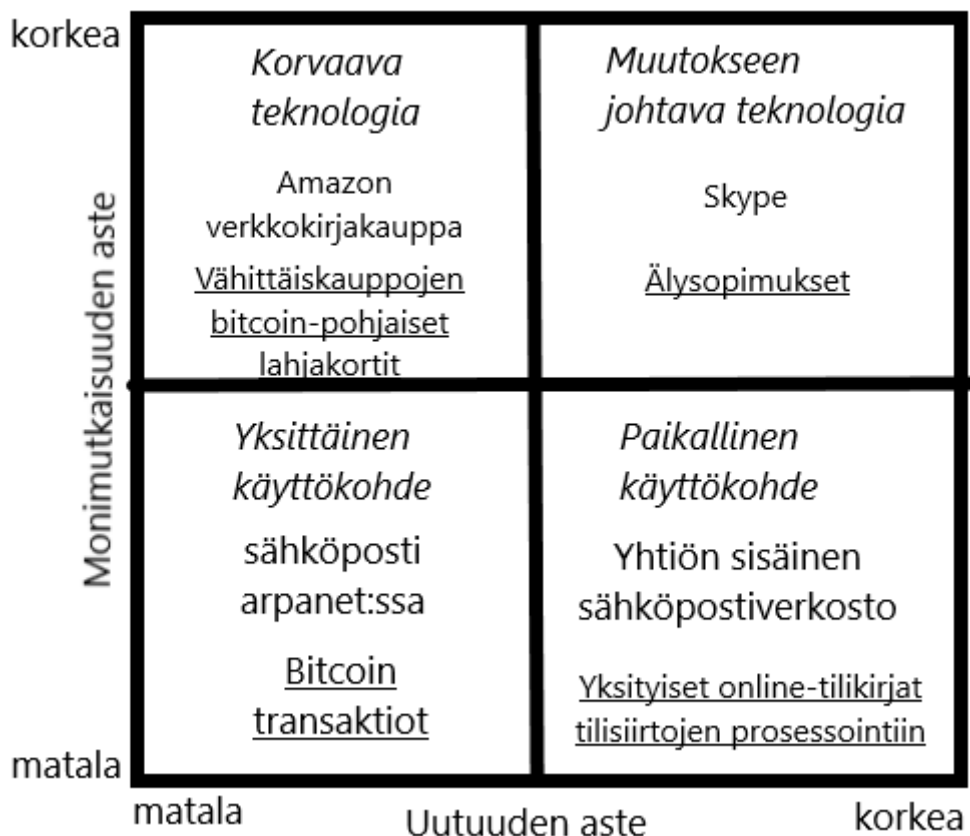 korkea
Korvaava
teknologia
Amazon
verkkokirjakauppa
Vähittäiskauppojen
bitcoin-pohjaiset
lahjakortit
Muutokseen
johtava teknologia
Skype
Älysopimukset
Monimutkaisuuden aste
Yksittäinen
käyttökohde
sähköposti
arpanet:ssa
Bitcoin
transaktiot
Paikallinen
käyttökohde
Yhtiön sisäinen
sähköpostiverkosto
Yksityiset online-tilikirjat
tilisiirtojen prosessointiin
matala
matala
Uutuuden aste
korkea